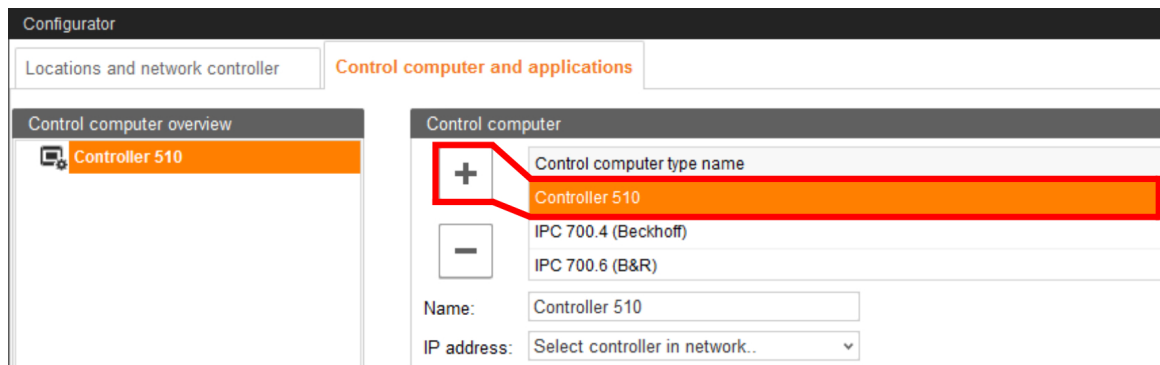 Configurator
Locations and network controller
Control computer and applications
Control computer overview
Controller 510
Control computer
+
Control computer type name
Controller 510
−
IPC 700.4 (Beckhoff)
IPC 700.6 (B&R)
Name:
Controller 510
IP address:
Select controller in network..